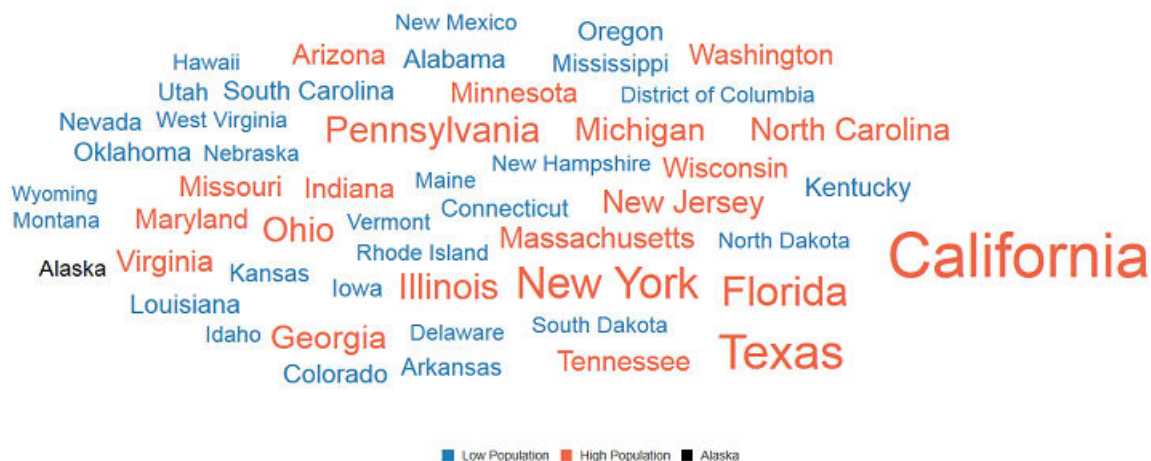 New Mexico
Oregon
Hawaii Arizona Alabama Mississippi Washington
Utah South Carolina Minnesota District of Columbia
Nevada West Virginia Pennsylvania Michigan North Carolina
Oklahoma Nebraska New Hampshire Wisconsin
Wyoming Missouri Indiana Maine Kentucky
Montana Maryland Ohio Vermont Connecticut New Jersey
Rhode Island Massachusetts North Dakota California
Alaska Virginia Kansas Iowa Illinois New York Florida
Louisiana
Idaho Georgia Delaware South Dakota
Colorado Arkansas Tennessee Texas
Low Population High Population Alaska